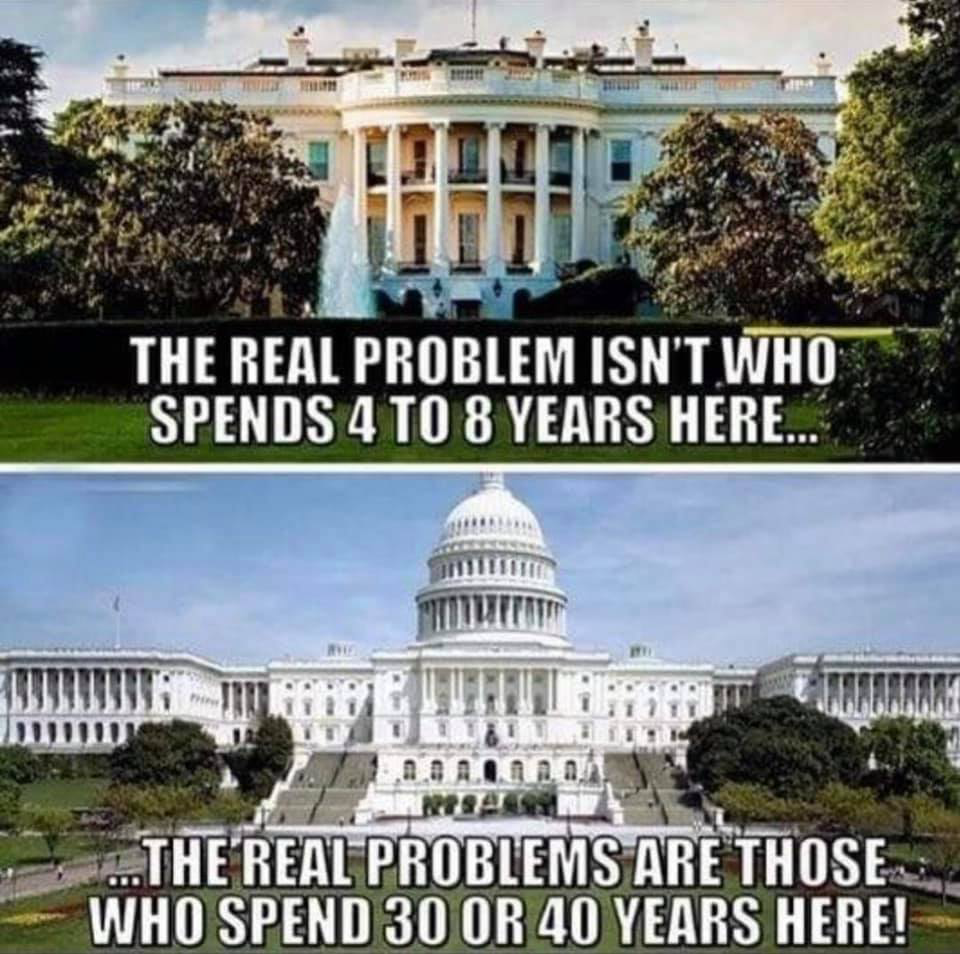 THE REAL PROBLEM ISN'T WHO
SPENDS 4 TO 8 YEARS HERE...
...THE REAL PROBLEMS ARE THOSE
WHO SPEND 30 OR 40 YEARS HERE!